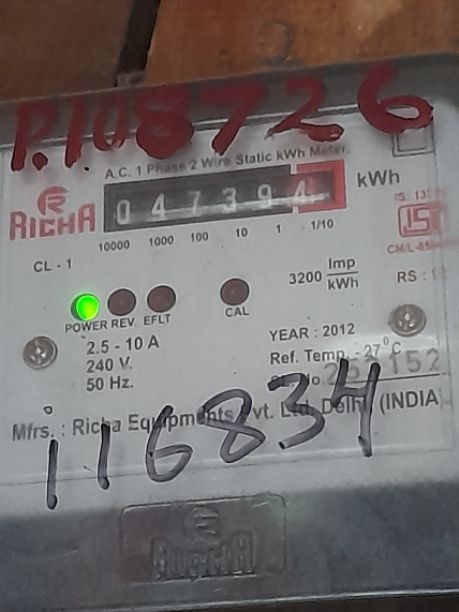 P.108726
A.C. 1 Phase 2 Wire Static kWh Meter.
RICHA
047394 kWh
10000 1000 100 10 1 1/10
CL - 1
3200 Imp/kWh
POWER REV. EFLT
CAL
2.5 - 10 A
240 V.
50 Hz.
YEAR : 2012
Ref. Temp. 27°C
Mfrs. : Richa Equipments Pvt. Ltd. Delhi, (INDIA)
116834
RICHA